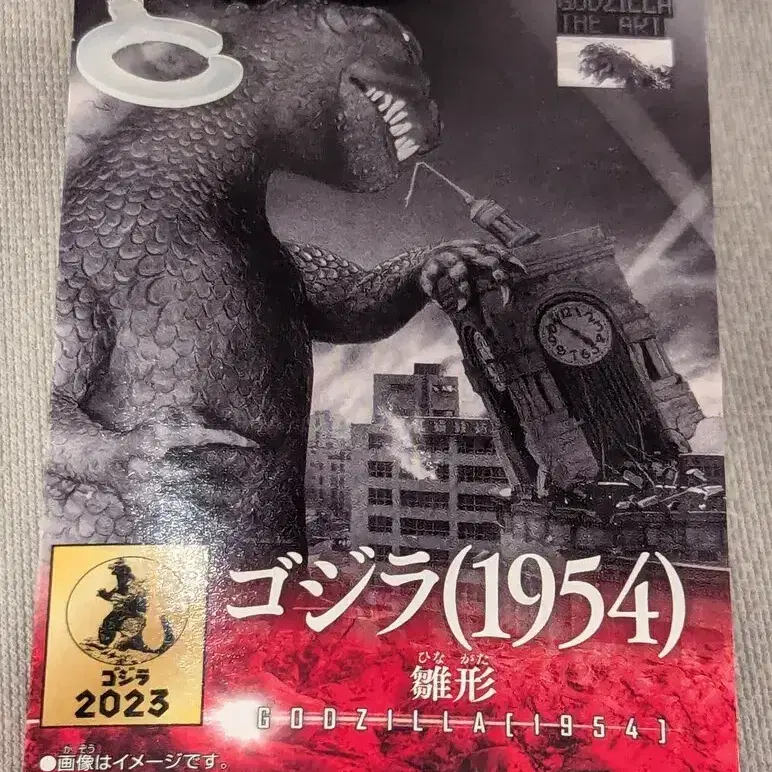 GODZILLA
THE ART
ゴジラ(1954)
ひながた
雛形
GODZILLA[1954]
ゴジラ
2023
がぞう
●画像はイメージです。